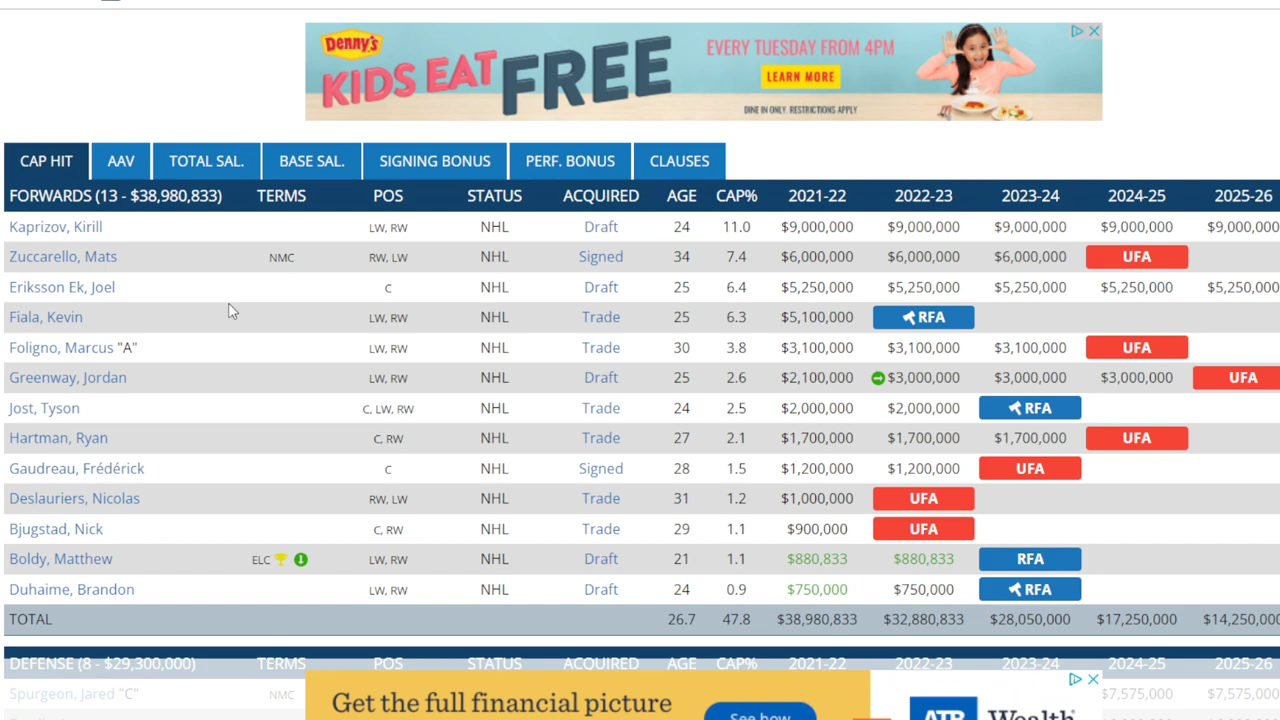 Denny's
KIDS EAT FREE
EVERY TUESDAY FROM 4PM
LEARN MORE
DINE IN ONLY. RESTRICTIONS APPLY
CAP HIT AAV TOTAL SAL. BASE SAL. SIGNING BONUS PERF. BONUS CLAUSES
FORWARDS (13 - $38,980,833) TERMS POS STATUS ACQUIRED AGE CAP% 2021-22 2022-23 2023-24 2024-25 2025-26
Kaprizov, Kirill LW, RW NHL Draft 24 11.0 $9,000,000 $9,000,000 $9,000,000 $9,000,000 $9,000,000
Zuccarello, Mats NMC RW, LW NHL Signed 34 7.4 $6,000,000 $6,000,000 $6,000,000 UFA
Eriksson Ek, Joel C NHL Draft 25 6.4 $5,250,000 $5,250,000 $5,250,000 $5,250,000 $5,250,000
Fiala, Kevin LW, RW NHL Trade 25 6.3 $5,100,000 RFA
Foligno, Marcus "A" LW, RW NHL Trade 30 3.8 $3,100,000 $3,100,000 $3,100,000 UFA
Greenway, Jordan LW, RW NHL Draft 25 2.6 $2,100,000 $3,000,000 $3,000,000 $3,000,000 UFA
Jost, Tyson C, LW, RW NHL Trade 24 2.5 $2,000,000 $2,000,000 RFA
Hartman, Ryan C, RW NHL Trade 27 2.1 $1,700,000 $1,700,000 $1,700,000 UFA
Gaudreau, Frédérick C NHL Signed 28 1.5 $1,200,000 $1,200,000 UFA
Deslauriers, Nicolas RW, LW NHL Trade 31 1.2 $1,000,000 UFA
Bjugstad, Nick C, RW NHL Trade 29 1.1 $900,000 UFA
Boldy, Matthew ELC LW, RW NHL Draft 21 1.1 $880,833 $880,833 RFA
Duhaime, Brandon LW, RW NHL Draft 24 0.9 $750,000 $750,000 RFA
TOTAL 26.7 47.8 $38,980,833 $32,880,833 $28,050,000 $17,250,000 $14,250,000
DEFENSE (8 - $29,300,000) TERMS POS STATUS ACQUIRED AGE CAP% 2021-22 2022-23 2023-24 2024-25 2025-26
Spurgeon, Jared "C" NMC $7,575,000 $7,575,000
Get the full financial picture
See how
ATB Wealth